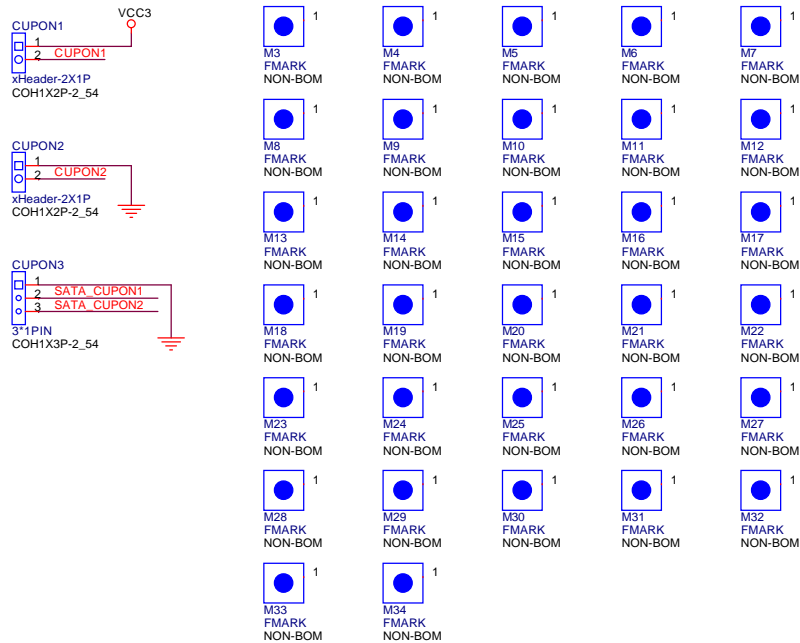 VCC3
CUPON1
1
2 CUPON1
xHeader-2X1P
COH1X2P-2_54
CUPON2
1
2 CUPON2
xHeader-2X1P
COH1X2P-2_54
CUPON3
1
2 SATA_CUPON1
3 SATA_CUPON2
3*1PIN
COH1X3P-2_54
1 1 1 1 1
M3 M4 M5 M6 M7
FMARK FMARK FMARK FMARK FMARK
NON-BOM NON-BOM NON-BOM NON-BOM NON-BOM
1 1 1 1 1
M8 M9 M10 M11 M12
FMARK FMARK FMARK FMARK FMARK
NON-BOM NON-BOM NON-BOM NON-BOM NON-BOM
1 1 1 1 1
M13 M14 M15 M16 M17
FMARK FMARK FMARK FMARK FMARK
NON-BOM NON-BOM NON-BOM NON-BOM NON-BOM
1 1 1 1 1
M18 M19 M20 M21 M22
FMARK FMARK FMARK FMARK FMARK
NON-BOM NON-BOM NON-BOM NON-BOM NON-BOM
1 1 1 1 1
M23 M24 M25 M26 M27
FMARK FMARK FMARK FMARK FMARK
NON-BOM NON-BOM NON-BOM NON-BOM NON-BOM
1 1 1 1 1
M28 M29 M30 M31 M32
FMARK FMARK FMARK FMARK FMARK
NON-BOM NON-BOM NON-BOM NON-BOM NON-BOM
1 1
M33 M34
FMARK FMARK
NON-BOM NON-BOM